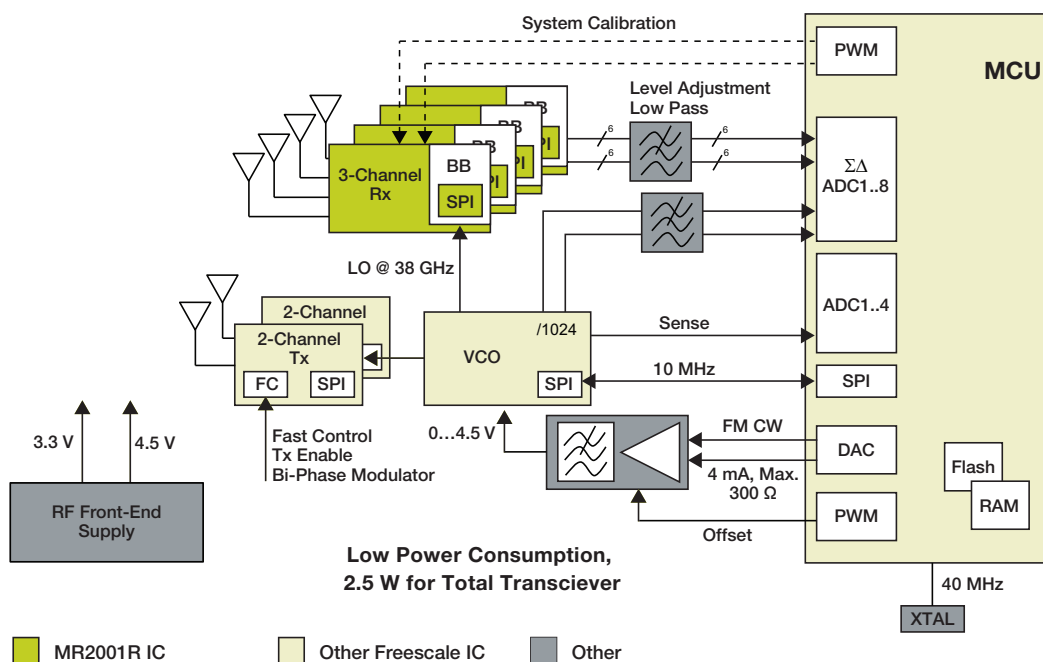 System Calibration
PWM
MCU
Level Adjustment
Low Pass
BB
BB
BB
BB
3-Channel
Rx
SPI
PI
PI
PI
6
6
6
6
ΣΔ
ADC1..8
LO @ 38 GHz
2-Channel
2-Channel
Tx
FC
SPI
/1024
VCO
SPI
Sense
ADC1..4
10 MHz
SPI
3.3 V
4.5 V
Fast Control
Tx Enable
Bi-Phase Modulator
0...4.5 V
FM CW
4 mA, Max.
300 Ω
DAC
Offset
PWM
Flash
RAM
RF Front-End
Supply
Low Power Consumption,
2.5 W for Total Transciever
40 MHz
XTAL
MR2001R IC
Other Freescale IC
Other